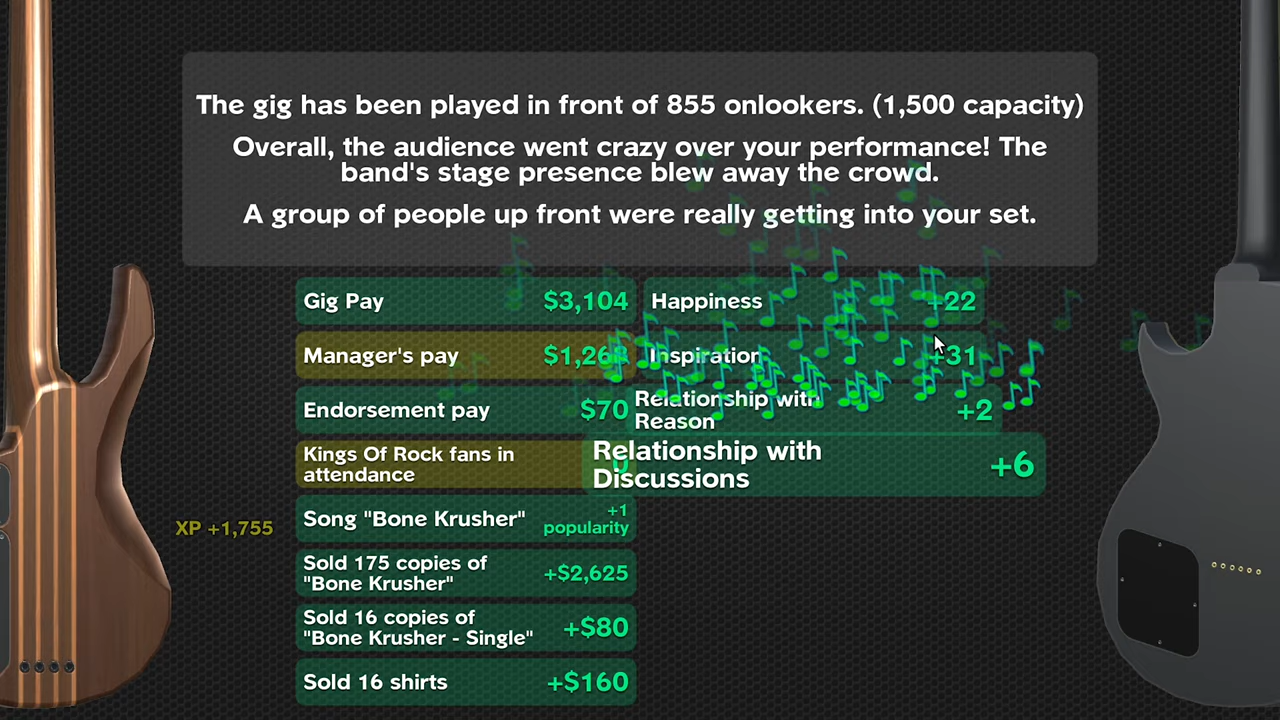 The gig has been played in front of 855 onlookers. (1,500 capacity)
Overall, the audience went crazy over your performance! The
band's stage presence blew away the crowd.
A group of people up front were really getting into your set.
Gig Pay $3,104
Manager's pay
Endorsement pay $70
Kings Of Rock fans in
attendance 0
Song "Bone Krusher" +1
popularity
XP +1,755
Sold 175 copies of
"Bone Krusher" +$2,625
Sold 16 copies of
"Bone Krusher - Single" +$80
Sold 16 shirts +$160
Happiness +22
Inspiration +31
Relationship with
Reason +2
Relationship with
Discussions +6